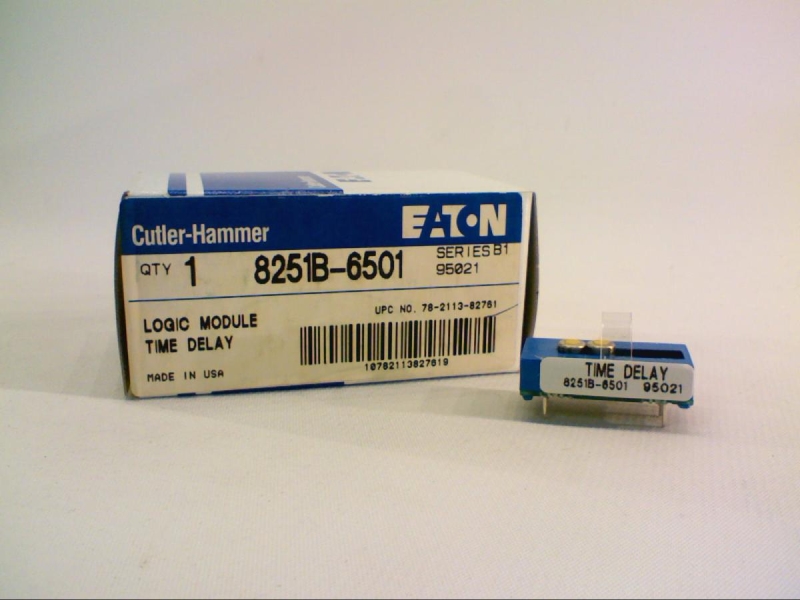 Cutler-Hammer
EATON
QTY 1 8251B-6501 SERIES B1
95021
UPC NO. 78-2113-82761
LOGIC MODULE
TIME DELAY
MADE IN USA
10782113827619
TIME DELAY
8251B-6501 95021